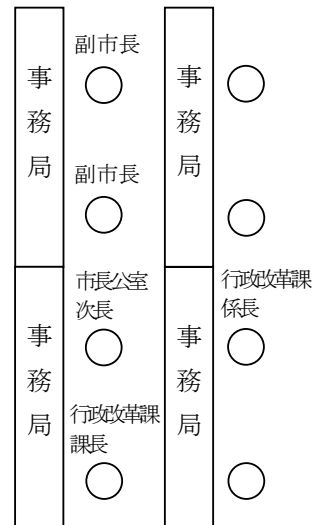 事務局
副市長
副市長
事務局
事務局
市長公室
次長
行政改革課
課長
事務局
行政改革課
係長